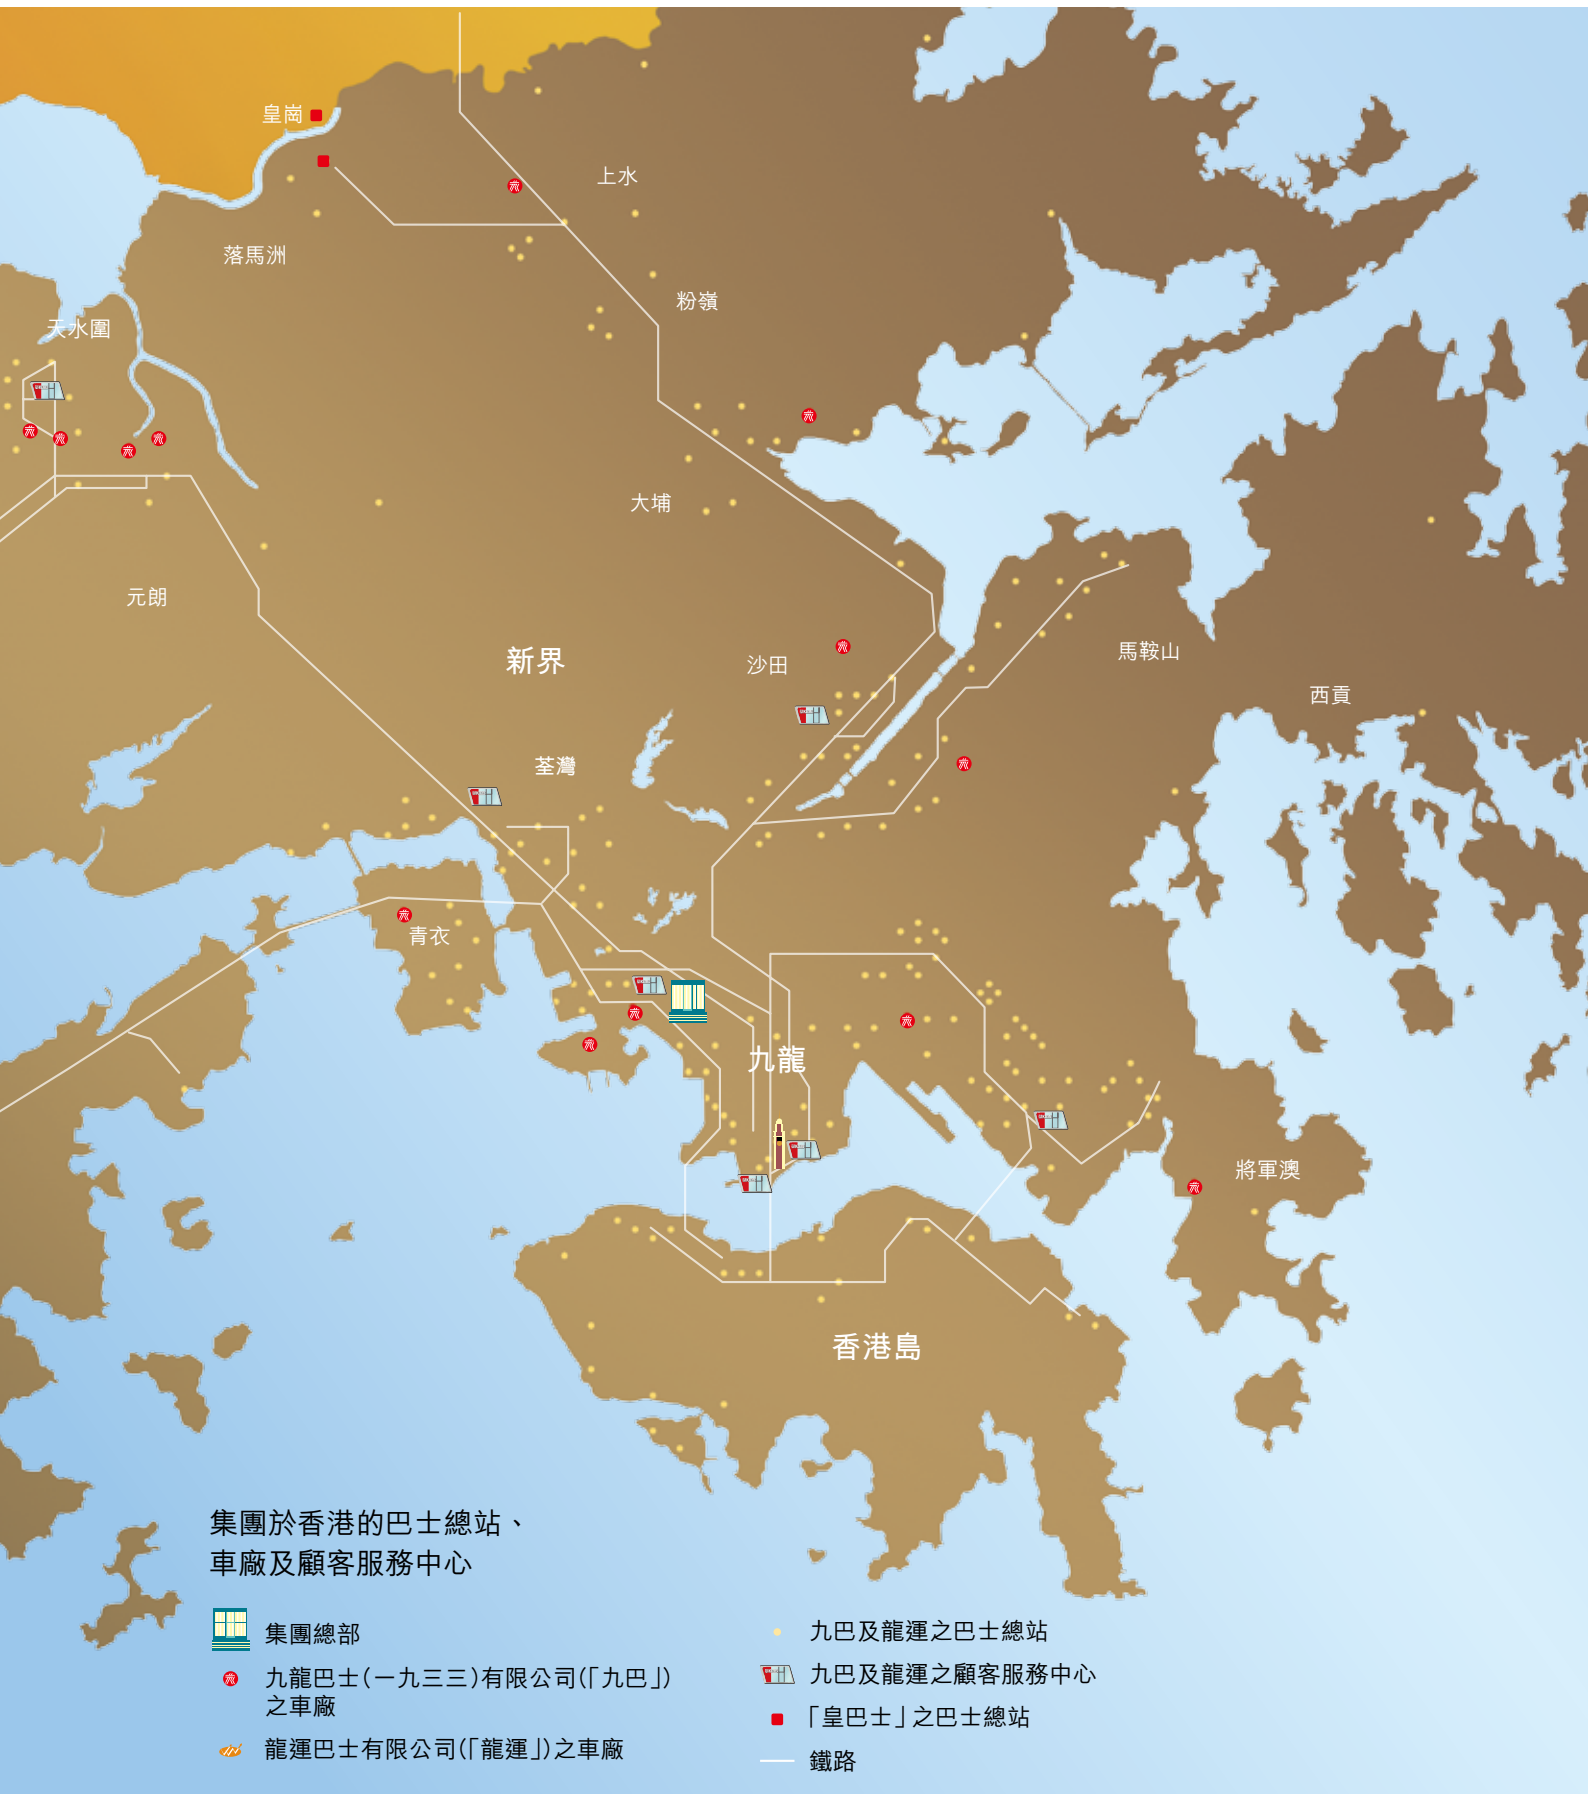 皇崗
上水
落馬洲
粉嶺
天水圍
大埔
元朗
新界
沙田
馬鞍山
西貢
荃灣
青衣
九龍
將軍澳
香港島
集團於香港的巴士總站、
車廠及顧客服務中心
集團總部
九龍巴士(一九三三)有限公司(「九巴」)
之車廠
龍運巴士有限公司(「龍運」)之車廠
九巴及龍運之巴士總站
九巴及龍運之顧客服務中心
「皇巴士」之巴士總站
鐵路